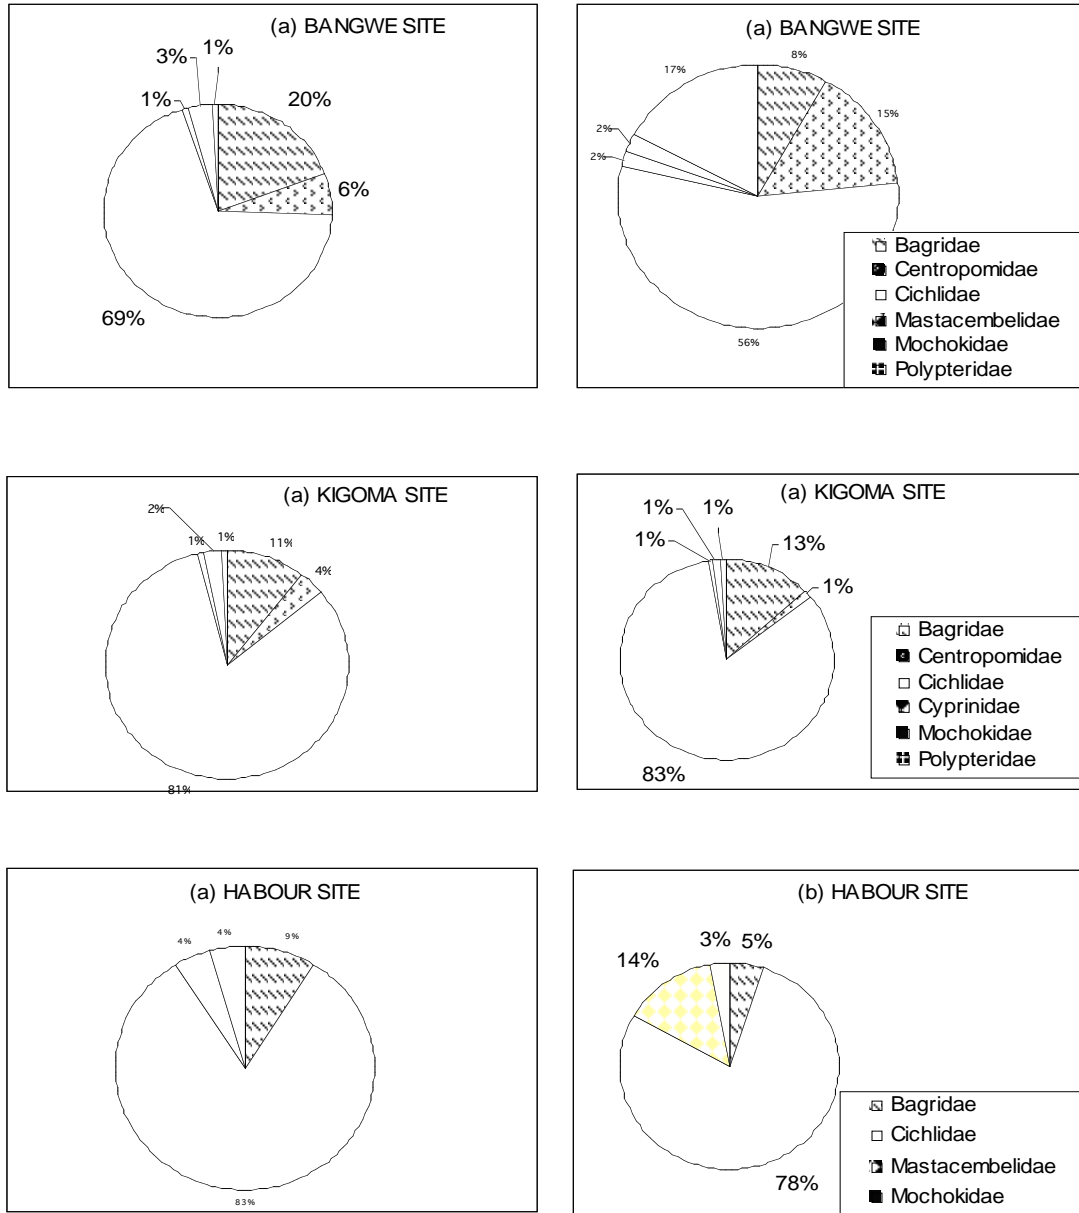 (a) BANGWE SITE
3%
1%
1%
20%
6%
69%
(a) BANGWE SITE
8%
17%
15%
2%
2%
56%
Bagridae
Centropomidae
Cichlidae
Mastacembelidae
Mochokidae
Polypteridae
(a) KIGOMA SITE
2%
1%
1%
11%
4%
81%
(a) KIGOMA SITE
1%
1%
1%
13%
1%
83%
Bagridae
Centropomidae
Cichlidae
Cyprinidae
Mochokidae
Polypteridae
(a) HABOUR SITE
4%
4%
9%
83%
(b) HABOUR SITE
14%
3%
5%
78%
Bagridae
Cichlidae
Mastacembelidae
Mochokidae